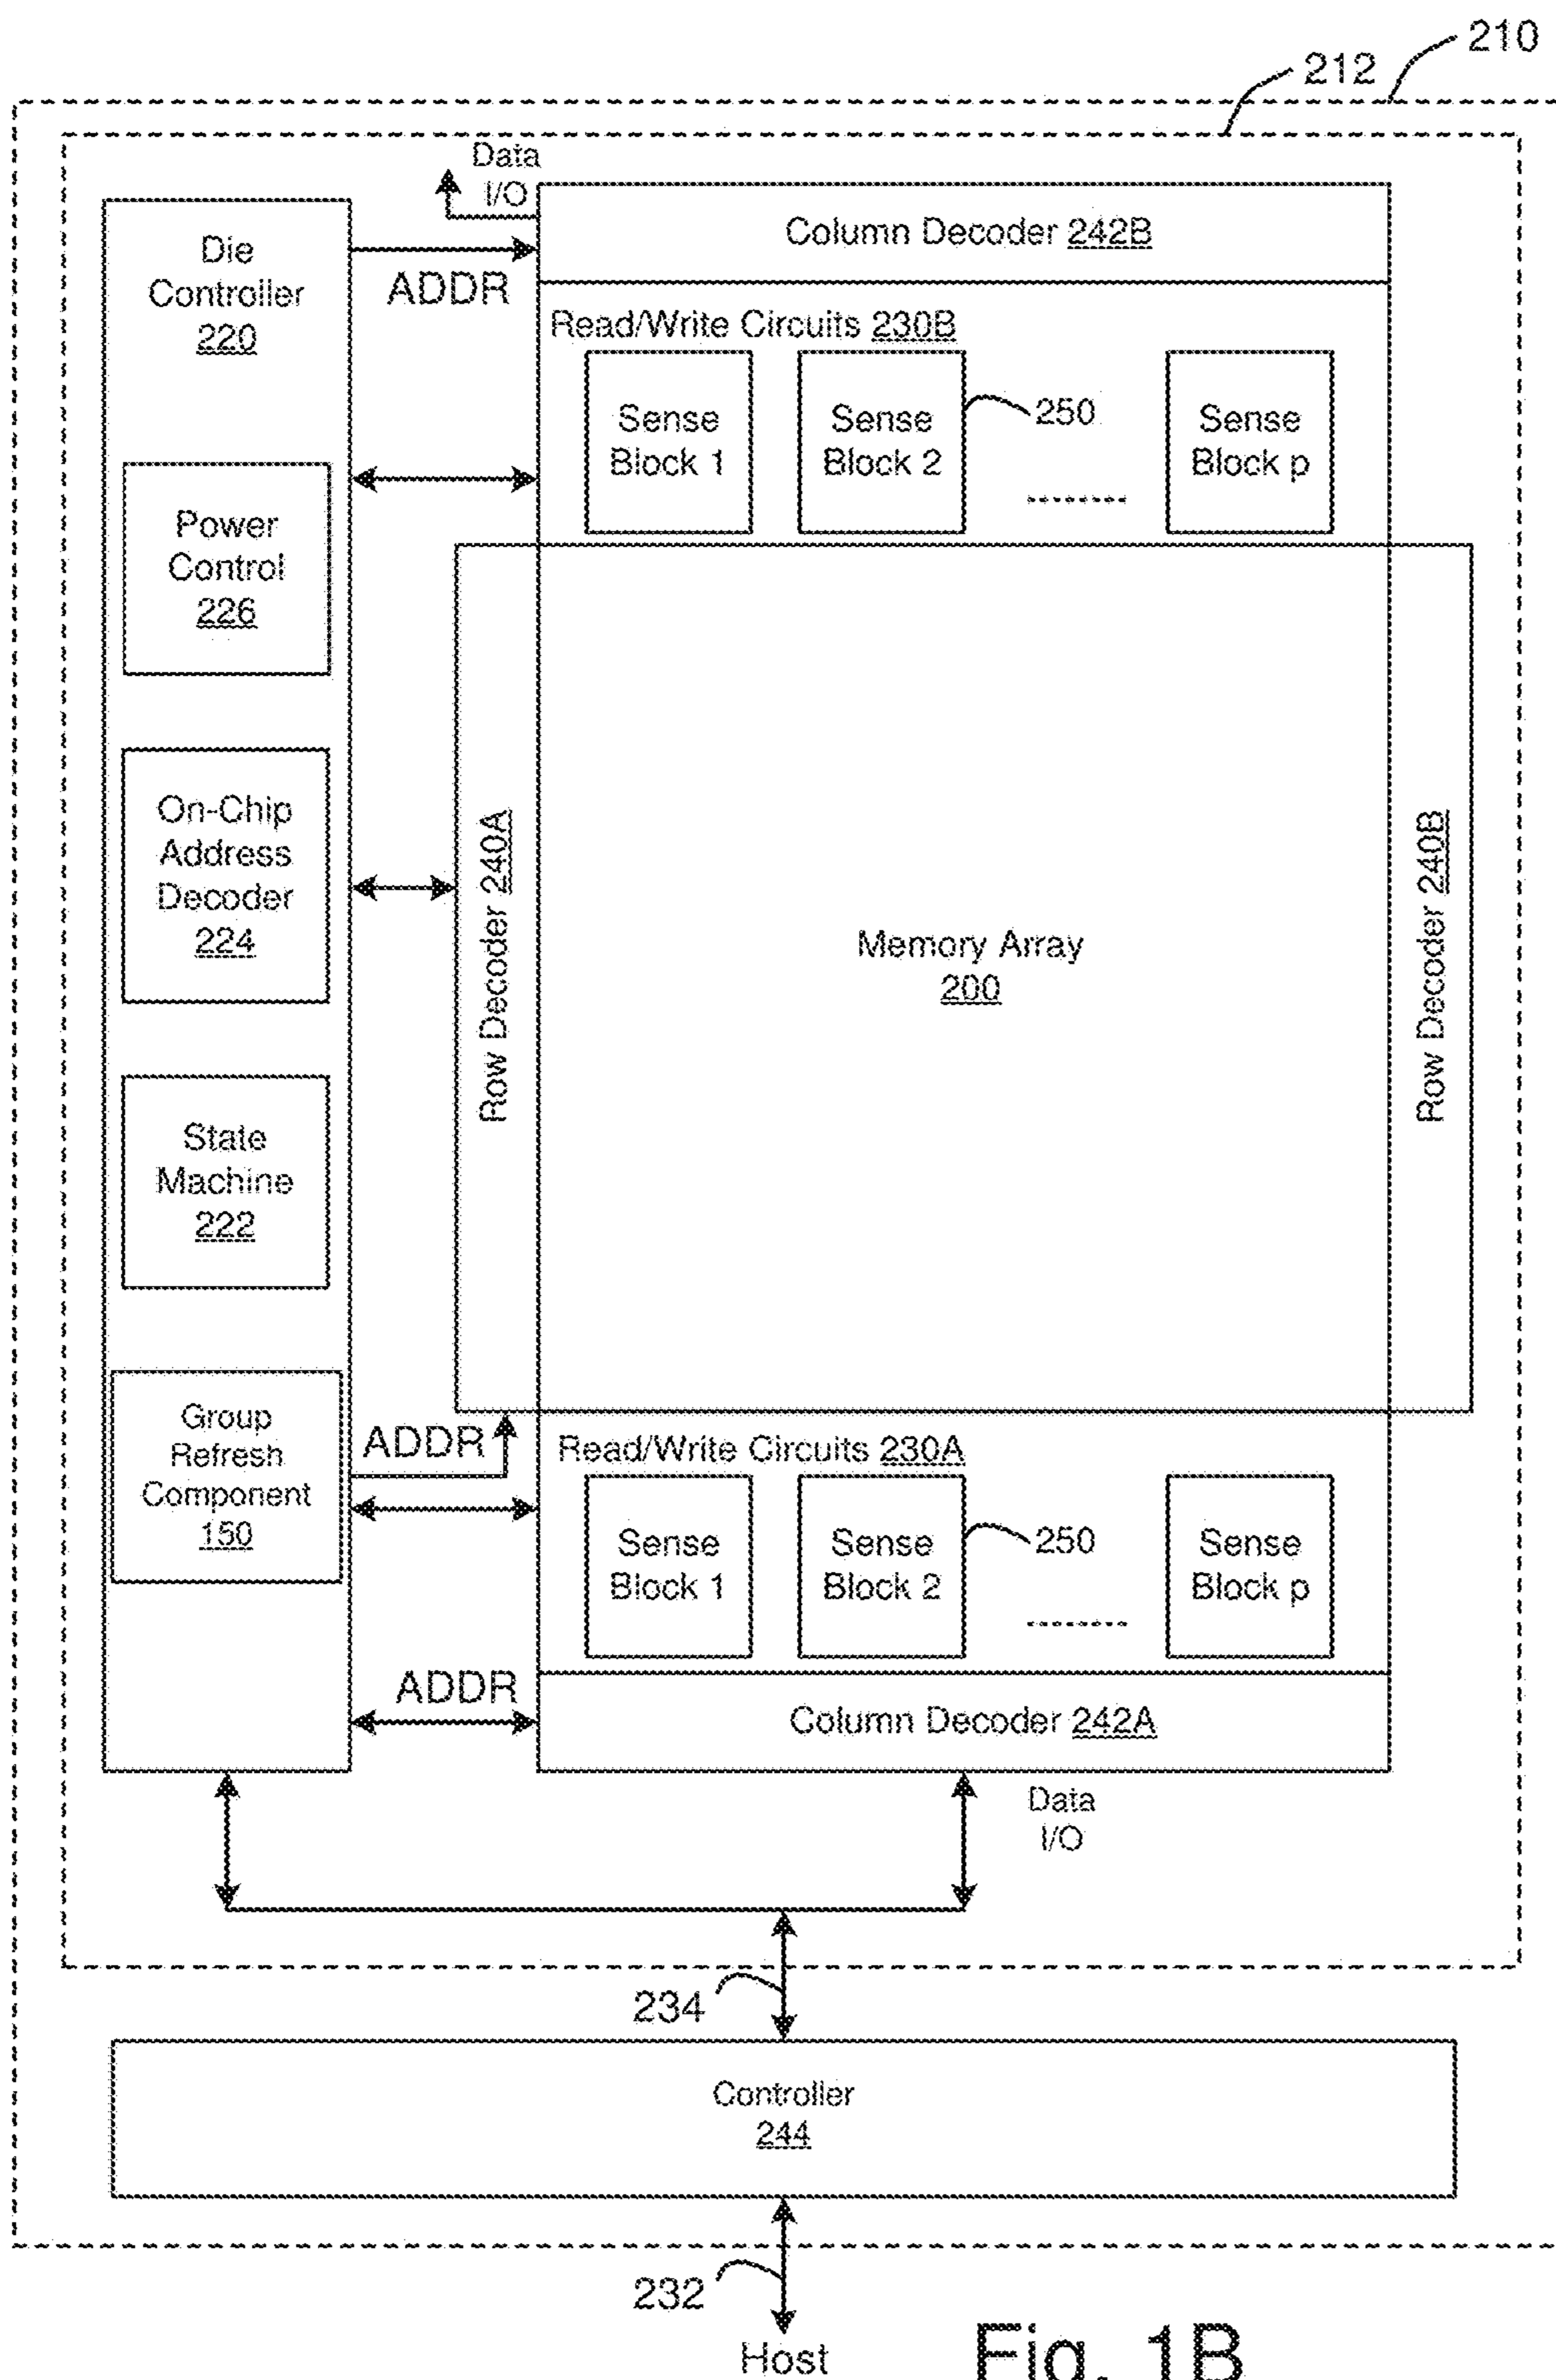 210
212
Data
I/O
Die
Controller
220
ADDR
Column Decoder 242B
Read/Write Circuits 230B
Sense
Block 1
Sense
Block 2
250
........
Sense
Block p
Power
Control
226
On-Chip
Address
Decoder
224
State
Machine
222
Group
Refresh
Component
150
Row Decoder 240A
Memory Array
200
Row Decoder 240B
ADDR
Read/Write Circuits 230A
Sense
Block 1
Sense
Block 2
250
........
Sense
Block p
ADDR
Column Decoder 242A
Data
I/O
234
Controller
244
232
Host
Fig. 1B